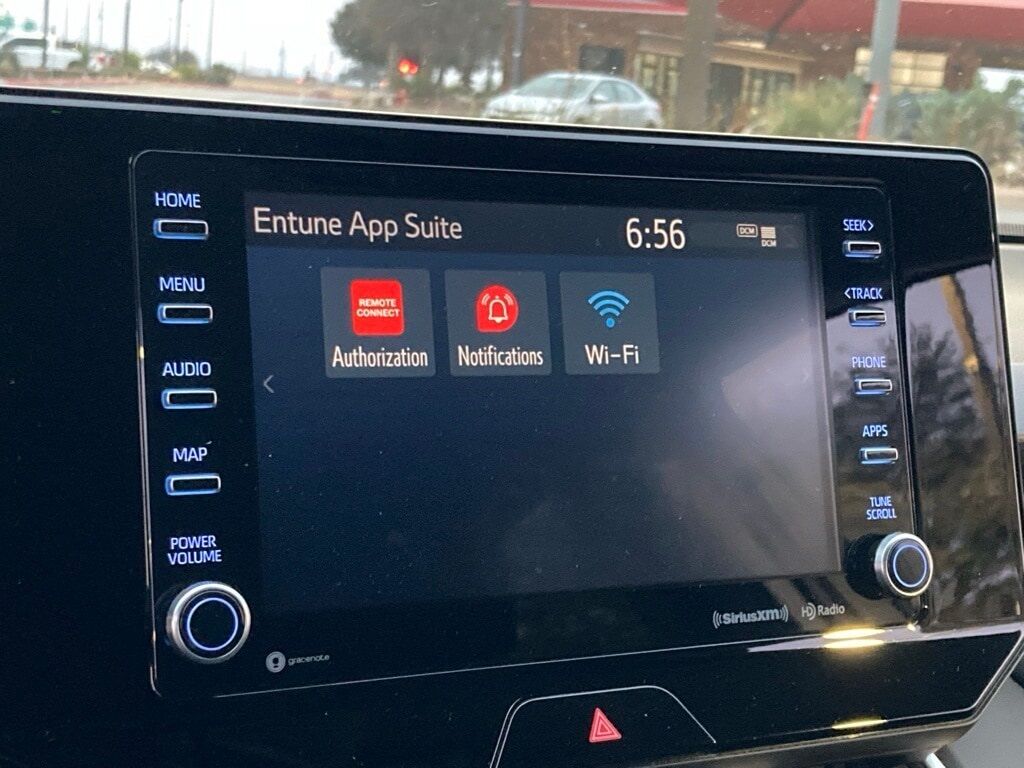 HOME
MENU
AUDIO
MAP
POWER
VOLUME
Entune App Suite
6:56
DCM
DCM
REMOTE
CONNECT
Authorization
Notifications
Wi-Fi
SEEK>
<TRACK
PHONE
APPS
TUNE
SCROLL
gracenote
((SiriusXM))
HD Radio